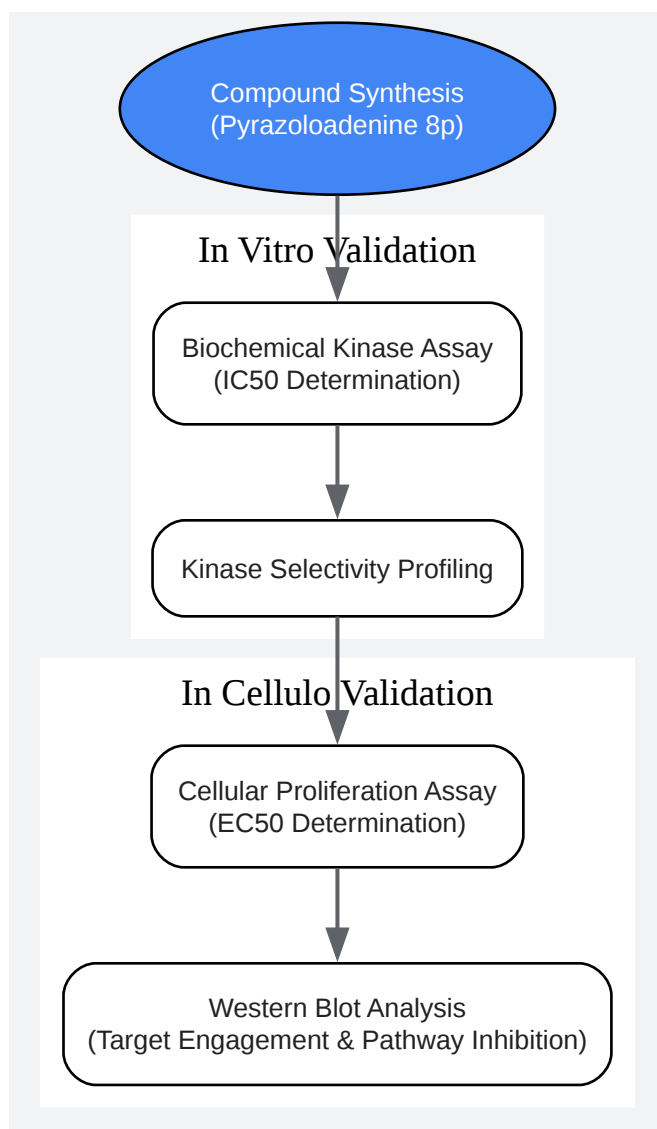 Compound Synthesis
(Pyrazoloadenine 8p)
In Vitro Validation
Biochemical Kinase Assay
(IC50 Determination)
Kinase Selectivity Profiling
In Cellulo Validation
Cellular Proliferation Assay
(EC50 Determination)
Western Blot Analysis
(Target Engagement & Pathway Inhibition)